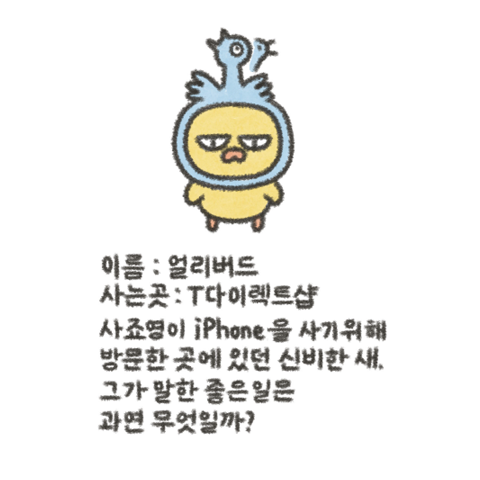 이름 : 얼리버드
사는곳 : T다이렉트샵
사죠영이 iPhone을 사기위해
방문한 곳에 있던 신비한 새.
그가 말한 좋은일은
과연 무엇일까?